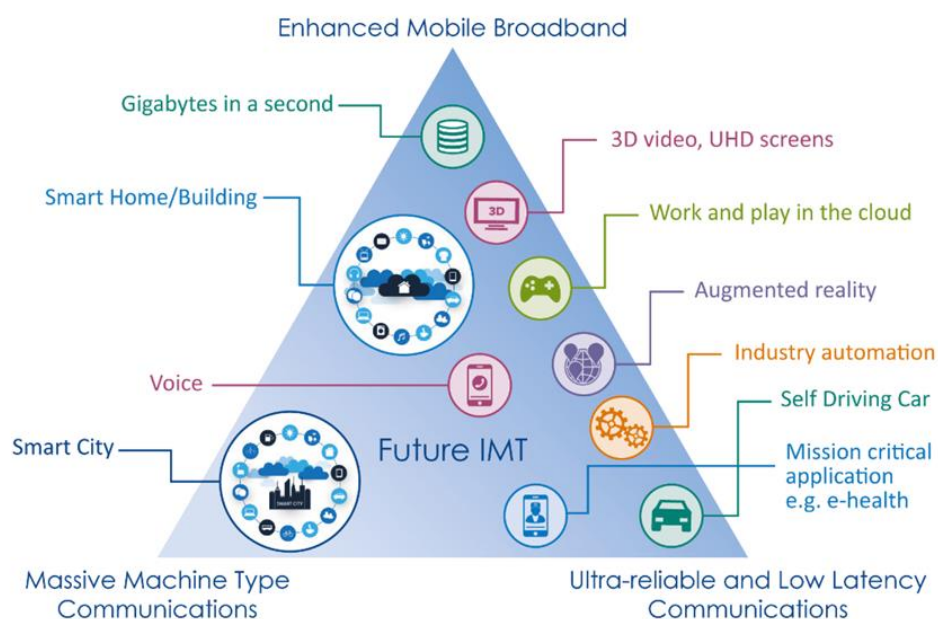 Enhanced Mobile Broadband
Gigabytes in a second
3D video, UHD screens
Smart Home/Building
3D
Work and play in the cloud
Augmented reality
Industry automation
Voice
Self Driving Car
Smart City
Future IMT
Mission critical
application
e.g. e-health
SMART CITY
Massive Machine Type
Communications
Ultra-reliable and Low Latency
Communications